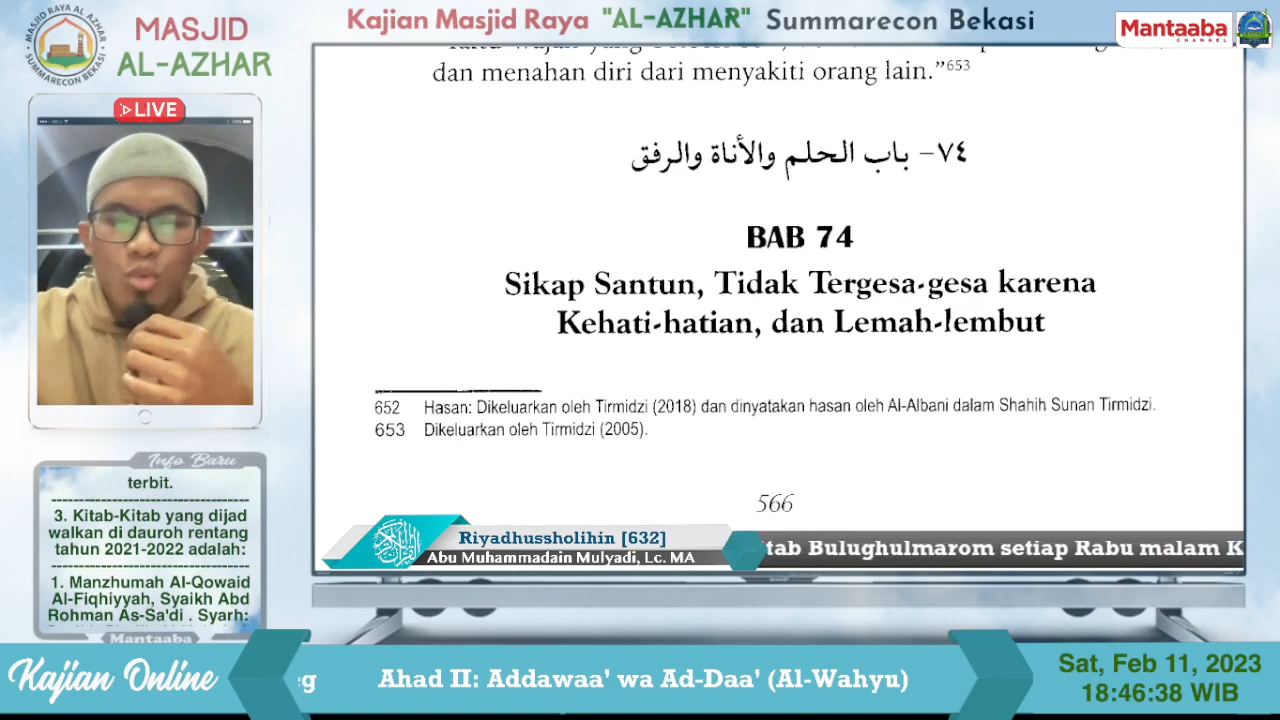 MASJID RAYA AL AZHAR
SUMMARECON BEKASI
MASJID
AL-AZHAR
Kajian Masjid Raya "AL-AZHAR" Summarecon Bekasi
Mantaaba
CHANNEL
LIVE
dan menahan diri dari menyakiti orang lain.”653
٧٤- باب الحلم والأناة والرفق
BAB 74
Sikap Santun, Tidak Tergesa-gesa karena
Kehati-hatian, dan Lemah-lembut
652 Hasan: Dikeluarkan oleh Tirmidzi (2018) dan dinyatakan hasan oleh Al-Albani dalam Shahih Sunan Tirmidzi.
653 Dikeluarkan oleh Tirmidzi (2005).
566
Info Baru
terbit.
3. Kitab-Kitab yang dijad
walkan di dauroh rentang
tahun 2021-2022 adalah:
1. Manzhumah Al-Qowaid
Al-Fiqhiyyah, Syaikh Abd
Rohman As-Sa'di . Syarh:
Mantaaba
Riyadhussholihin [632]
Abu Muhammadain Mulyadi, Lc. MA
tab Bulughulmarom setiap Rabu malam K
Kajian Online
eg Ahad II: Addawaa' wa Ad-Daa' (Al-Wahyu)
Sat, Feb 11, 2023
18:46:38 WIB